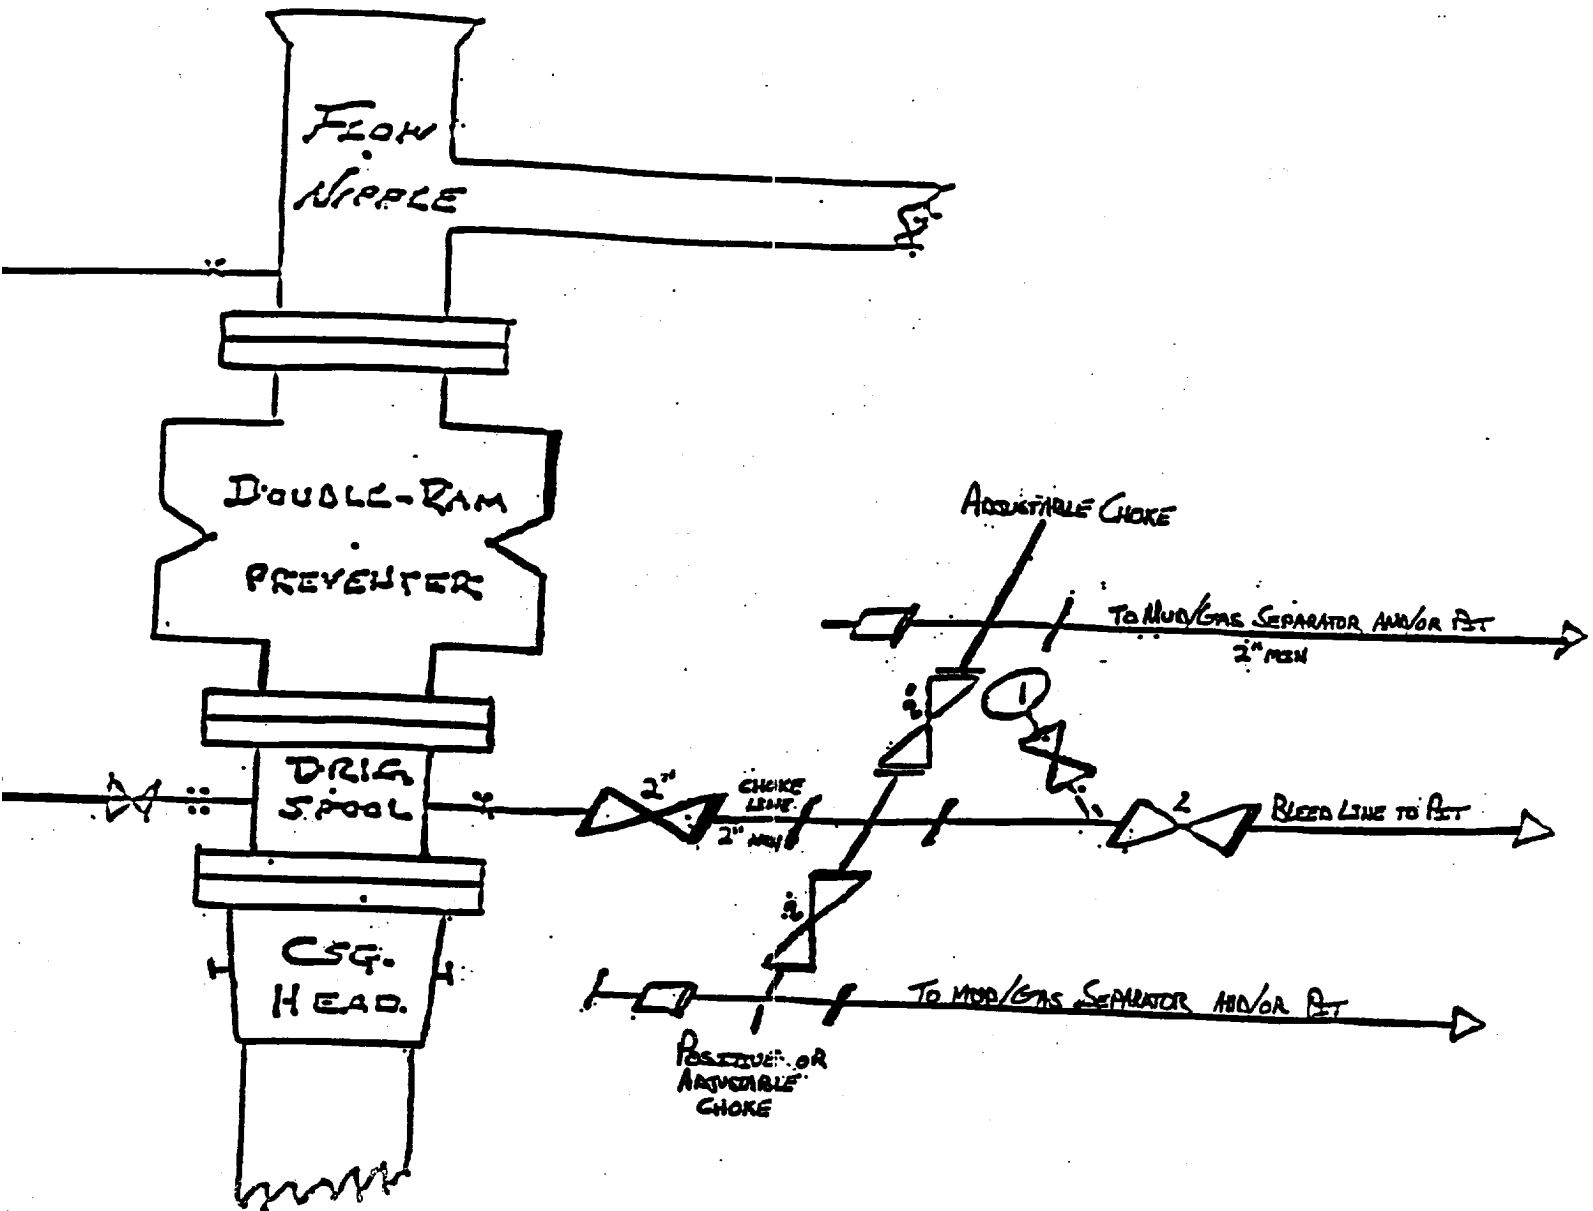 FLOW
NIPPLE
DOUBLE-RAM
PREVENTER
ADJUSTABLE CHOKE
TO MUD/GAS SEPARATOR AND/OR PIT
2" MIN
1
2"
DRLG
SPOOL
2"
CHOKE
LINE
2" MIN
2
BLEED LINE TO PIT
2"
CSG.
HEAD.
TO MUD/GAS SEPARATOR AND/OR PIT
POSITIVE OR
ADJUSTABLE
CHOKE